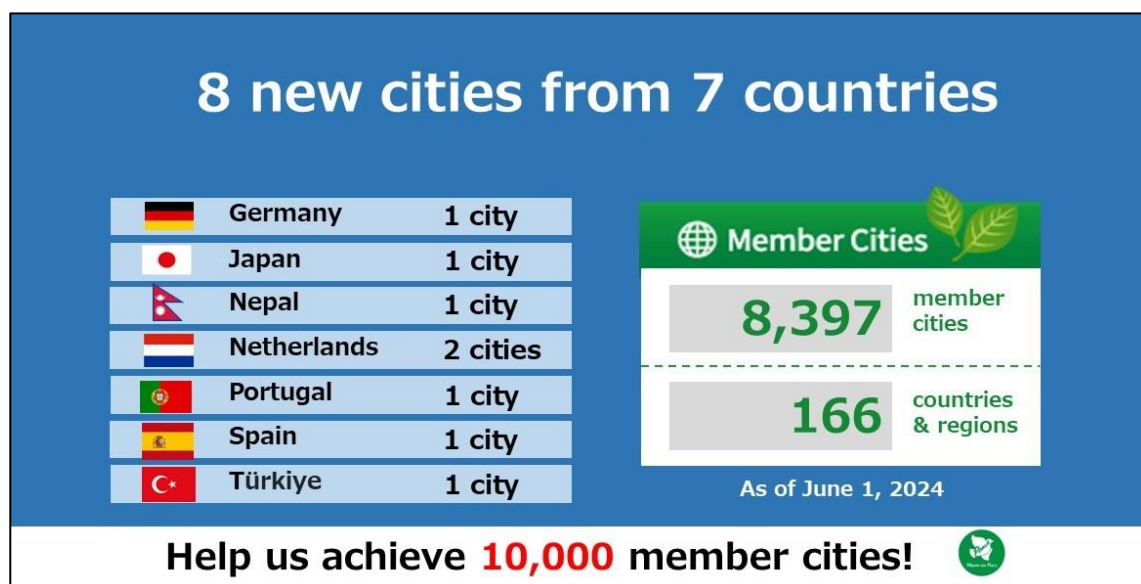 8 new cities from 7 countries
Germany 1 city
Japan 1 city
Nepal 1 city
Netherlands 2 cities
Portugal 1 city
Spain 1 city
Türkiye 1 city
Member Cities
8,397 member cities
166 countries & regions
As of June 1, 2024
Help us achieve 10,000 member cities!